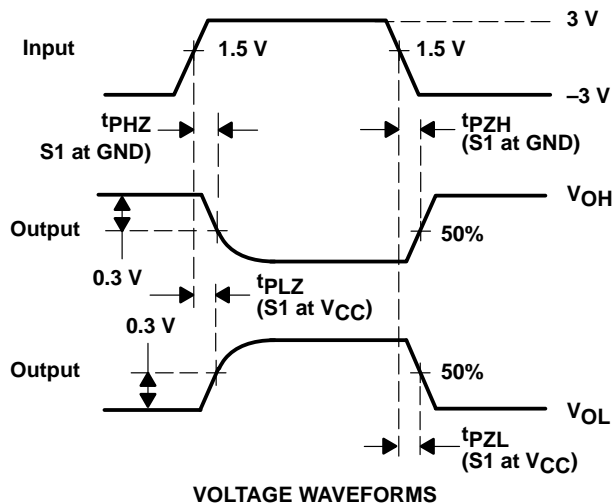 3 V
Input
1.5 V
1.5 V
–3 V
tPHZ
S1 at GND)
tPZH
(S1 at GND)
VOH
Output
50%
0.3 V
tPLZ
(S1 at VCC)
0.3 V
Output
50%
VOL
tPZL
(S1 at VCC)
VOLTAGE WAVEFORMS